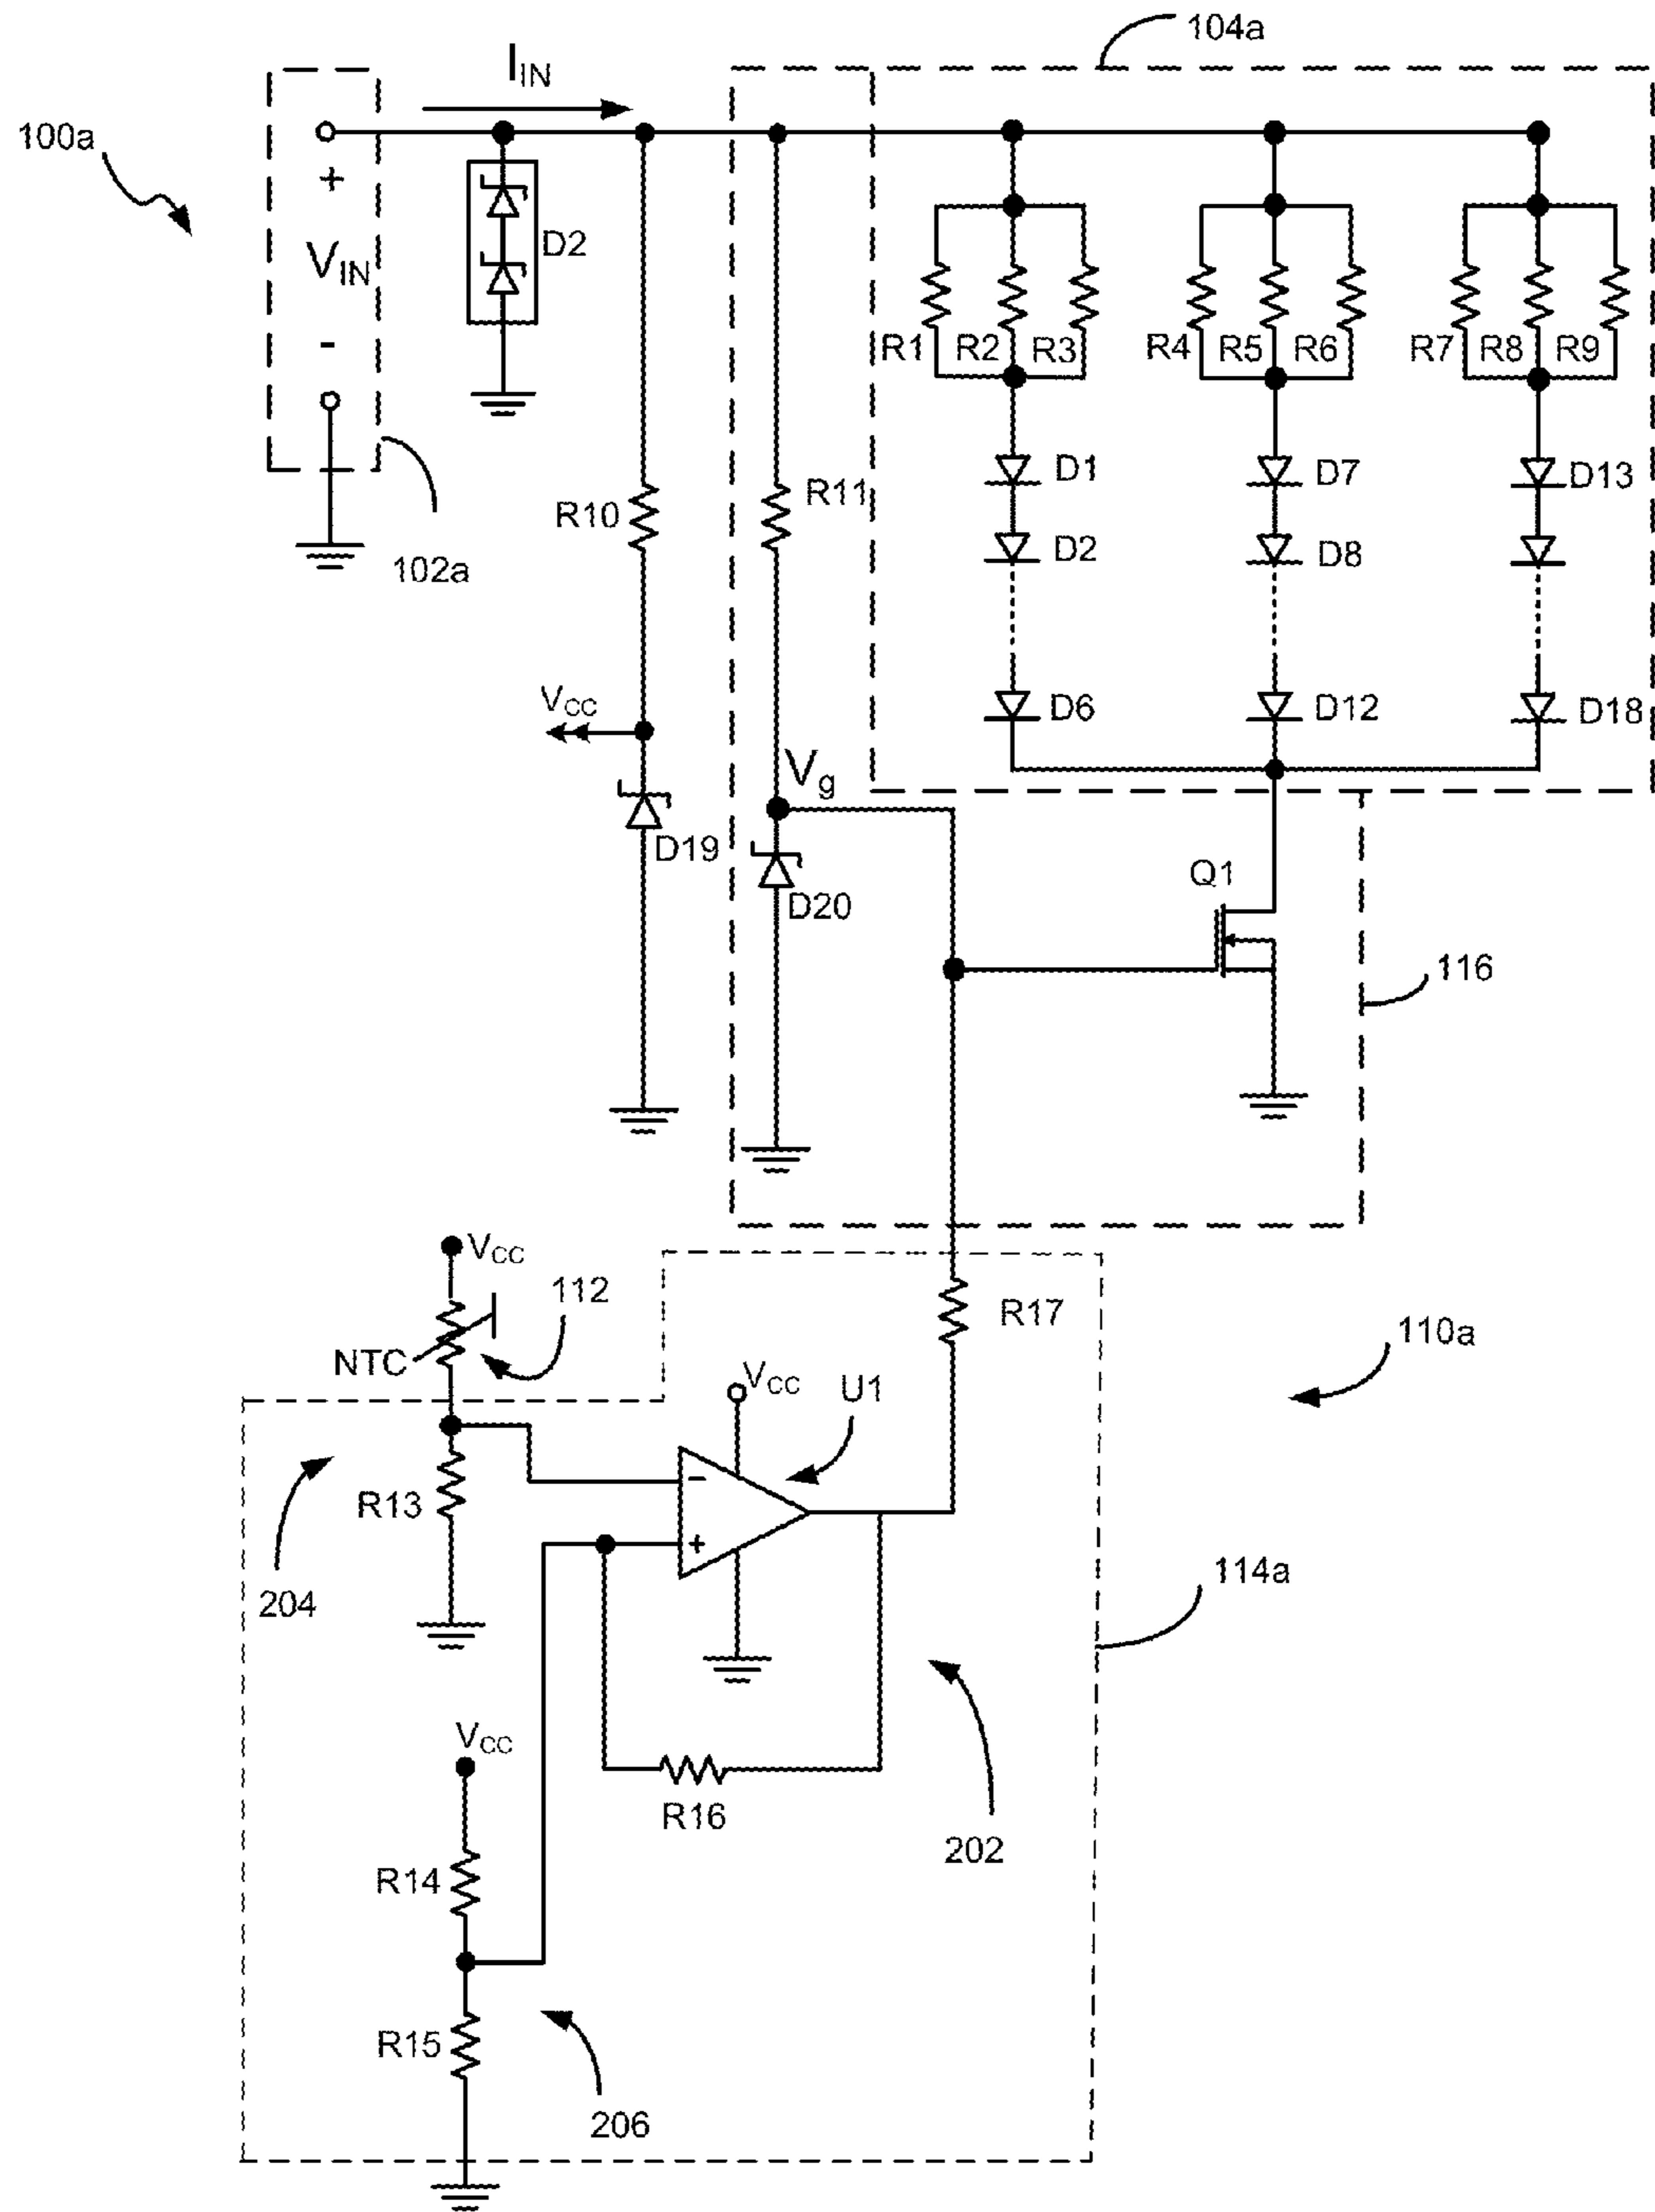 104a
I_IN
100a
+
V_IN
-
D2
R1 R2 R3 R4 R5 R6 R7 R8 R9
D1 D7 D13
R10 R11
D2 D8
102a
V_CC
D6 D12 D18
V_g
D19
Q1
D20
116
V_CC
112
R17
NTC
110a
V_CC U1
−
R13
+
204
114a
V_CC
R16
202
R14
R15
206